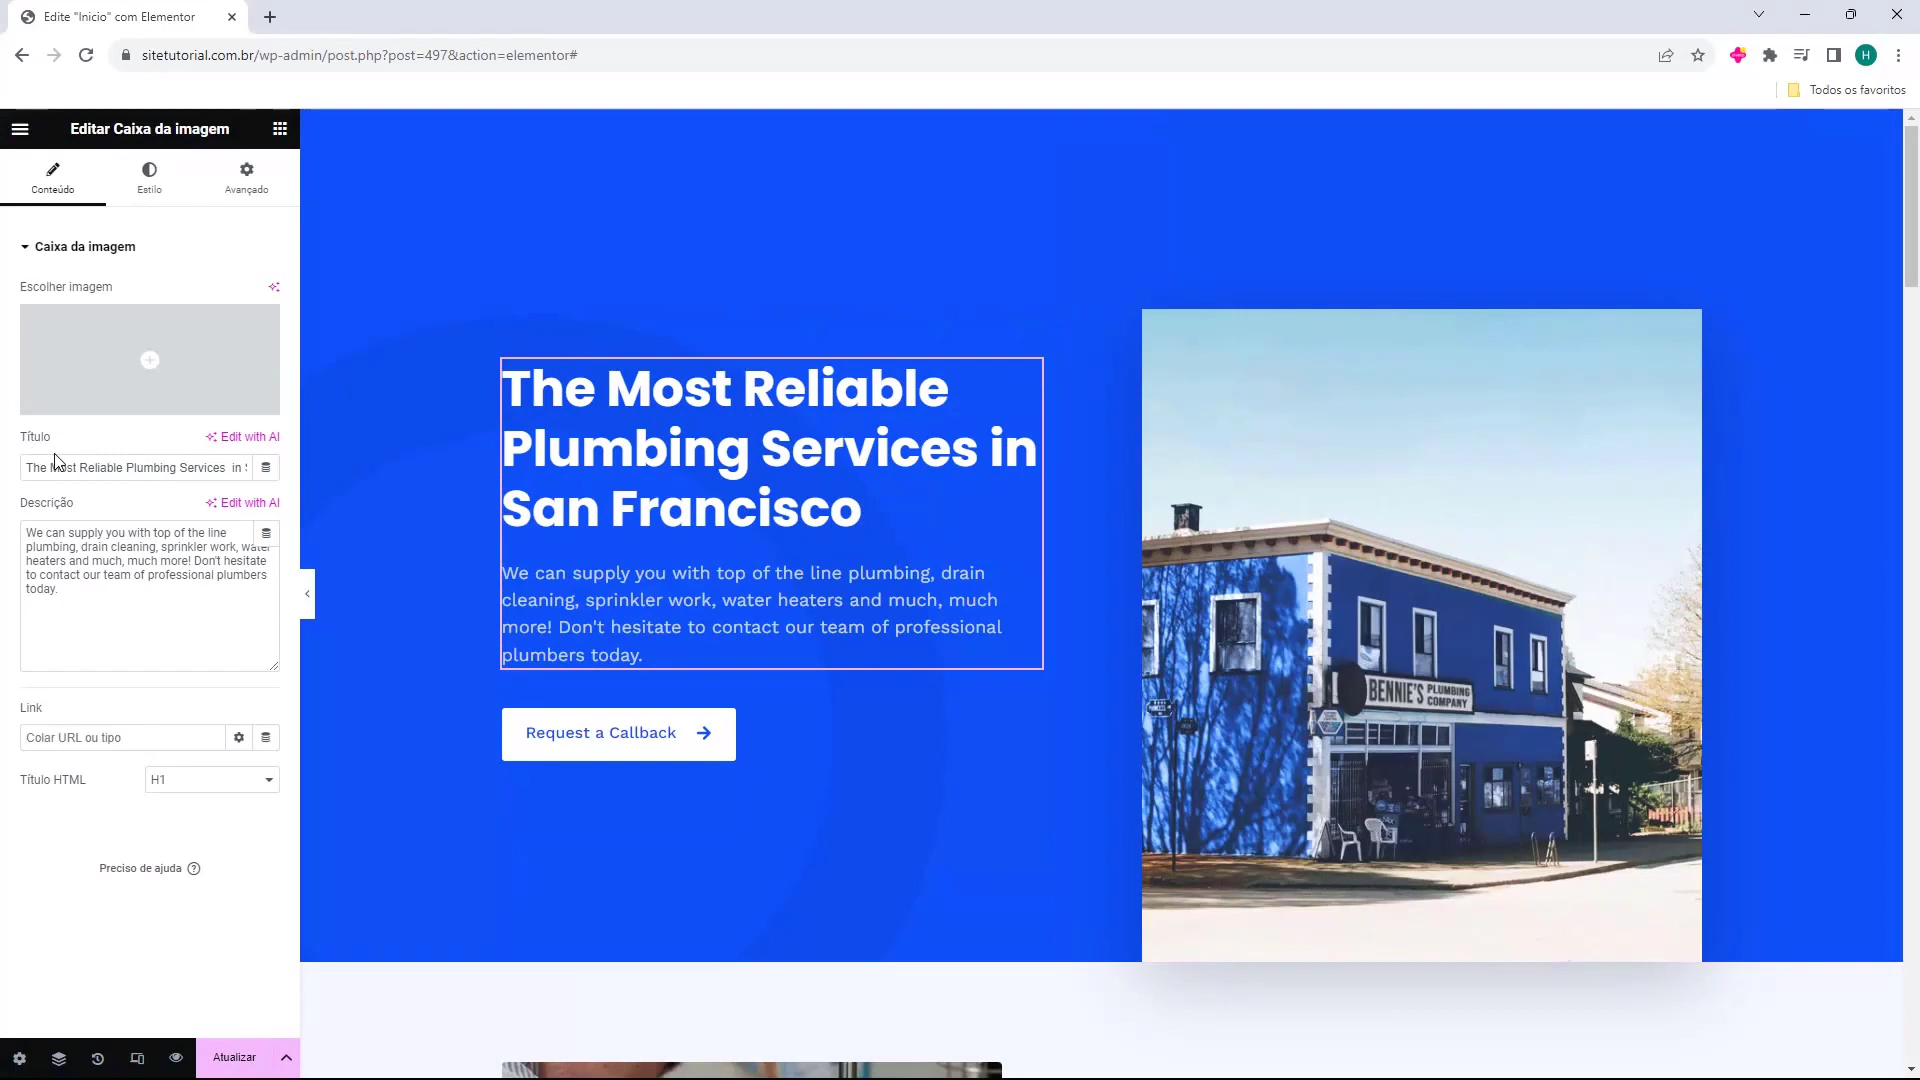 Edite "Inicio" com Elementor
sitetutorial.com.br/wp-admin/post.php?post=497&action=elementor#
H
Todos os favoritos
Editar Caixa da imagem
Conteúdo
Estilo
Avançado
Caixa da imagem
Escolher imagem
Título
Edit with AI
The Most Reliable Plumbing Services in
Descrição
Edit with AI
We can supply you with top of the line
plumbing, drain cleaning, sprinkler work, water
heaters and much, much more! Don't hesitate
to contact our team of professional plumbers
today.
Link
Colar URL ou tipo
Título HTML
H1
Preciso de ajuda
Atualizar
The Most Reliable
Plumbing Services in
San Francisco
We can supply you with top of the line plumbing, drain
cleaning, sprinkler work, water heaters and much, much
more! Don't hesitate to contact our team of professional
plumbers today.
Request a Callback
BENNIE'S PLUMBING
COMPANY